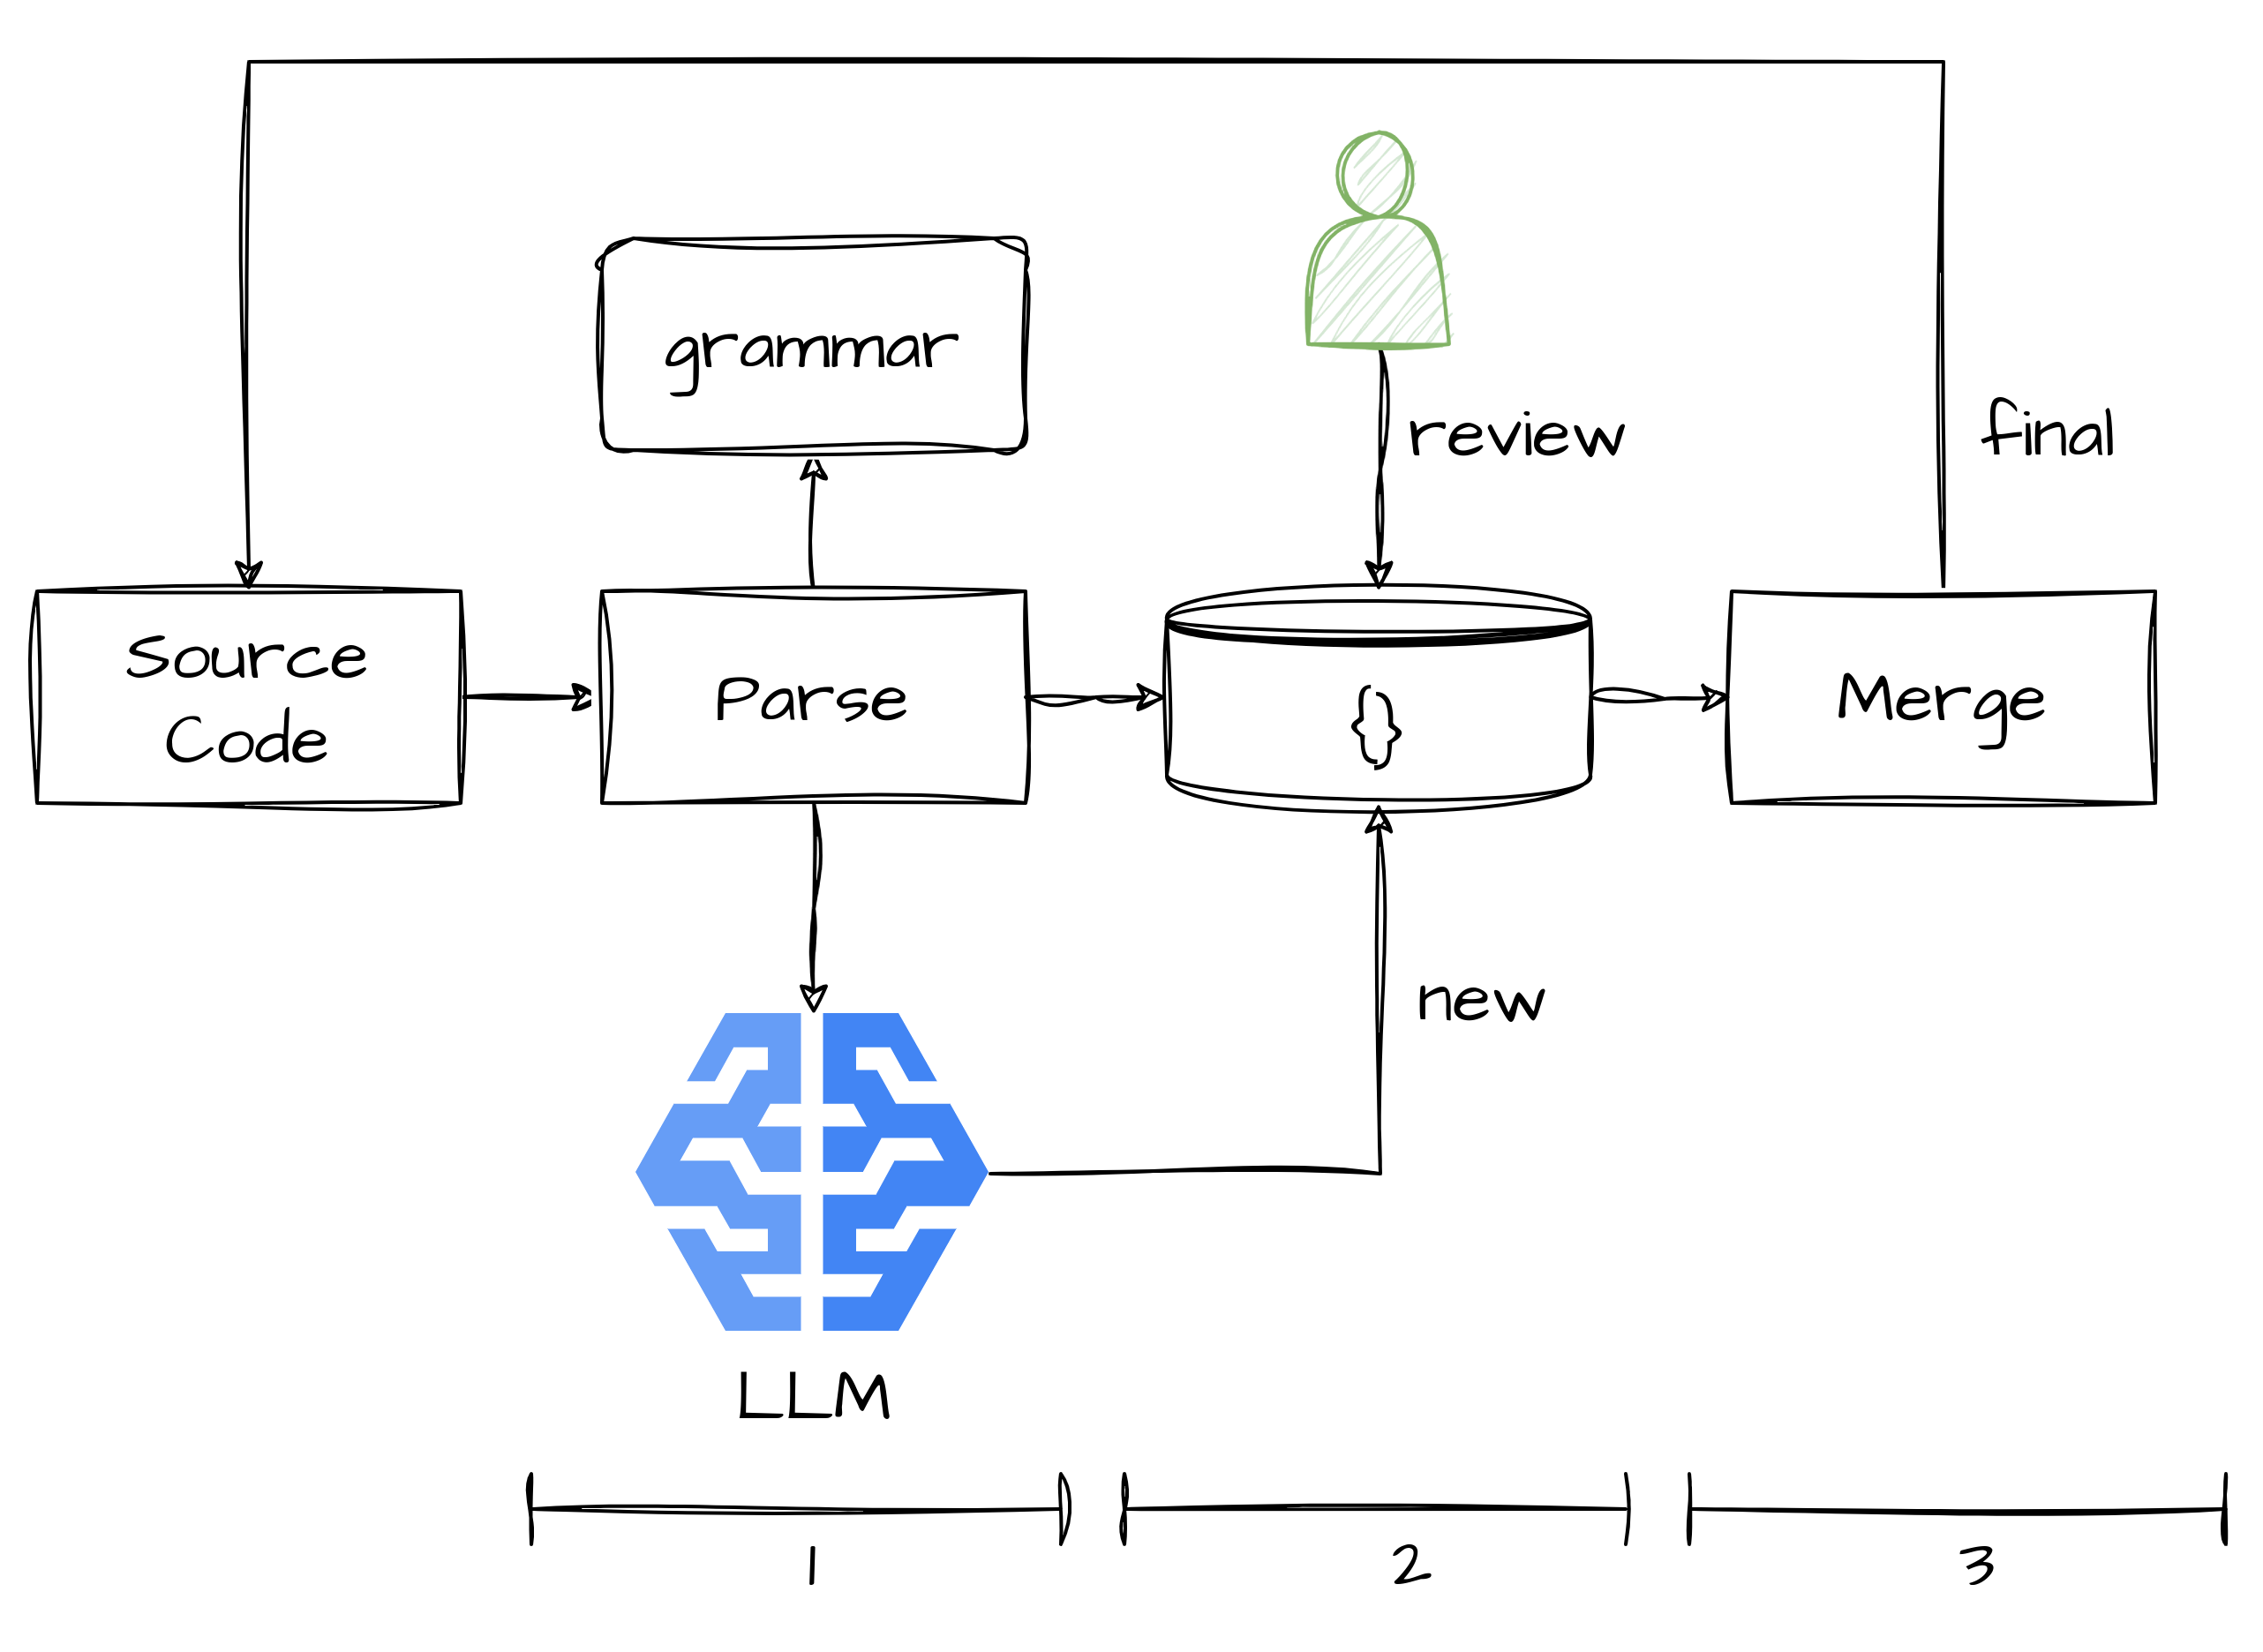 grammar
review
final
Source
Code
Parse
{}
Merge
new
LLM
1
2
3